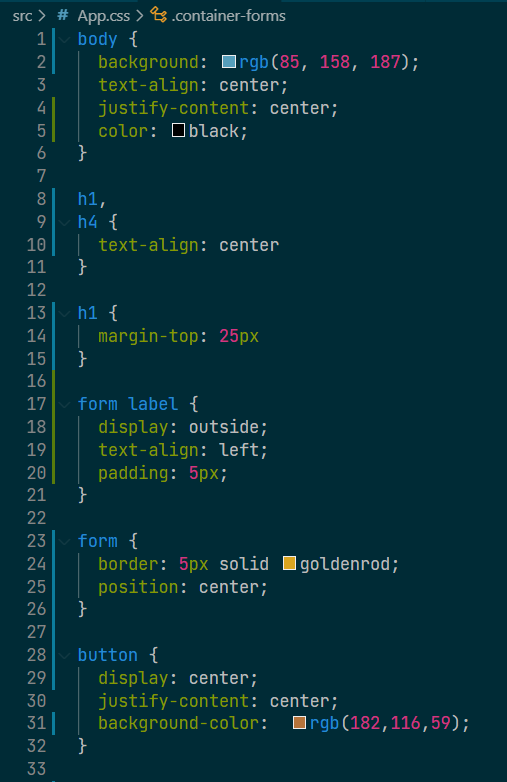 src > # App.css > .container-forms
1 body {
2 background: rgb(85, 158, 187);
3 text-align: center;
4 justify-content: center;
5 color: black;
6 }
7
8 h1,
9 h4 {
10 text-align: center
11 }
12
13 h1 {
14 margin-top: 25px
15 }
16
17 form label {
18 display: outside;
19 text-align: left;
20 padding: 5px;
21 }
22
23 form {
24 border: 5px solid goldenrod;
25 position: center;
26 }
27
28 button {
29 display: center;
30 justify-content: center;
31 background-color: rgb(182,116,59);
32 }
33